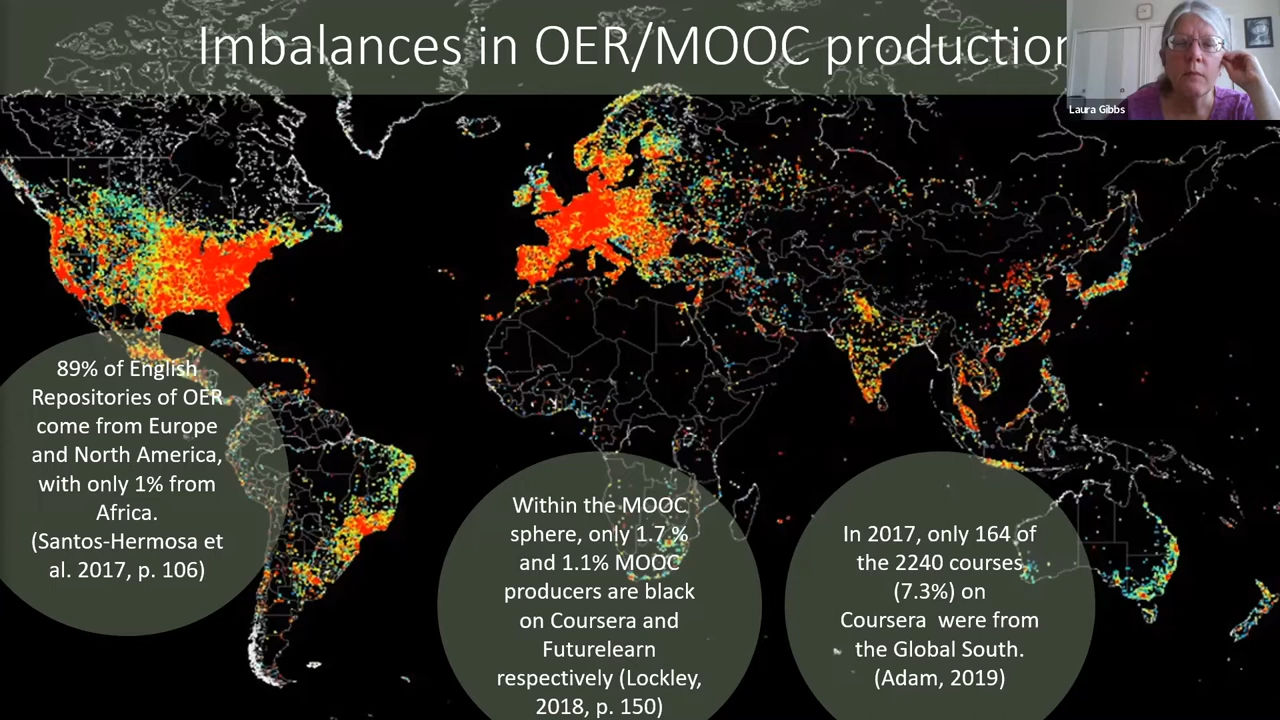 Imbalances in OER/MOOC production
Laura Gibbs
89% of English
Repositories of OER
come from Europe
and North America,
with only 1% from
Africa.
(Santos-Hermosa et
al. 2017, p. 106)
Within the MOOC
sphere, only 1.7 %
and 1.1% MOOC
producers are black
on Coursera and
Futurelearn
respectively (Lockley,
2018, p. 150)
In 2017, only 164 of
the 2240 courses
(7.3%) on
Coursera were from
the Global South.
(Adam, 2019)